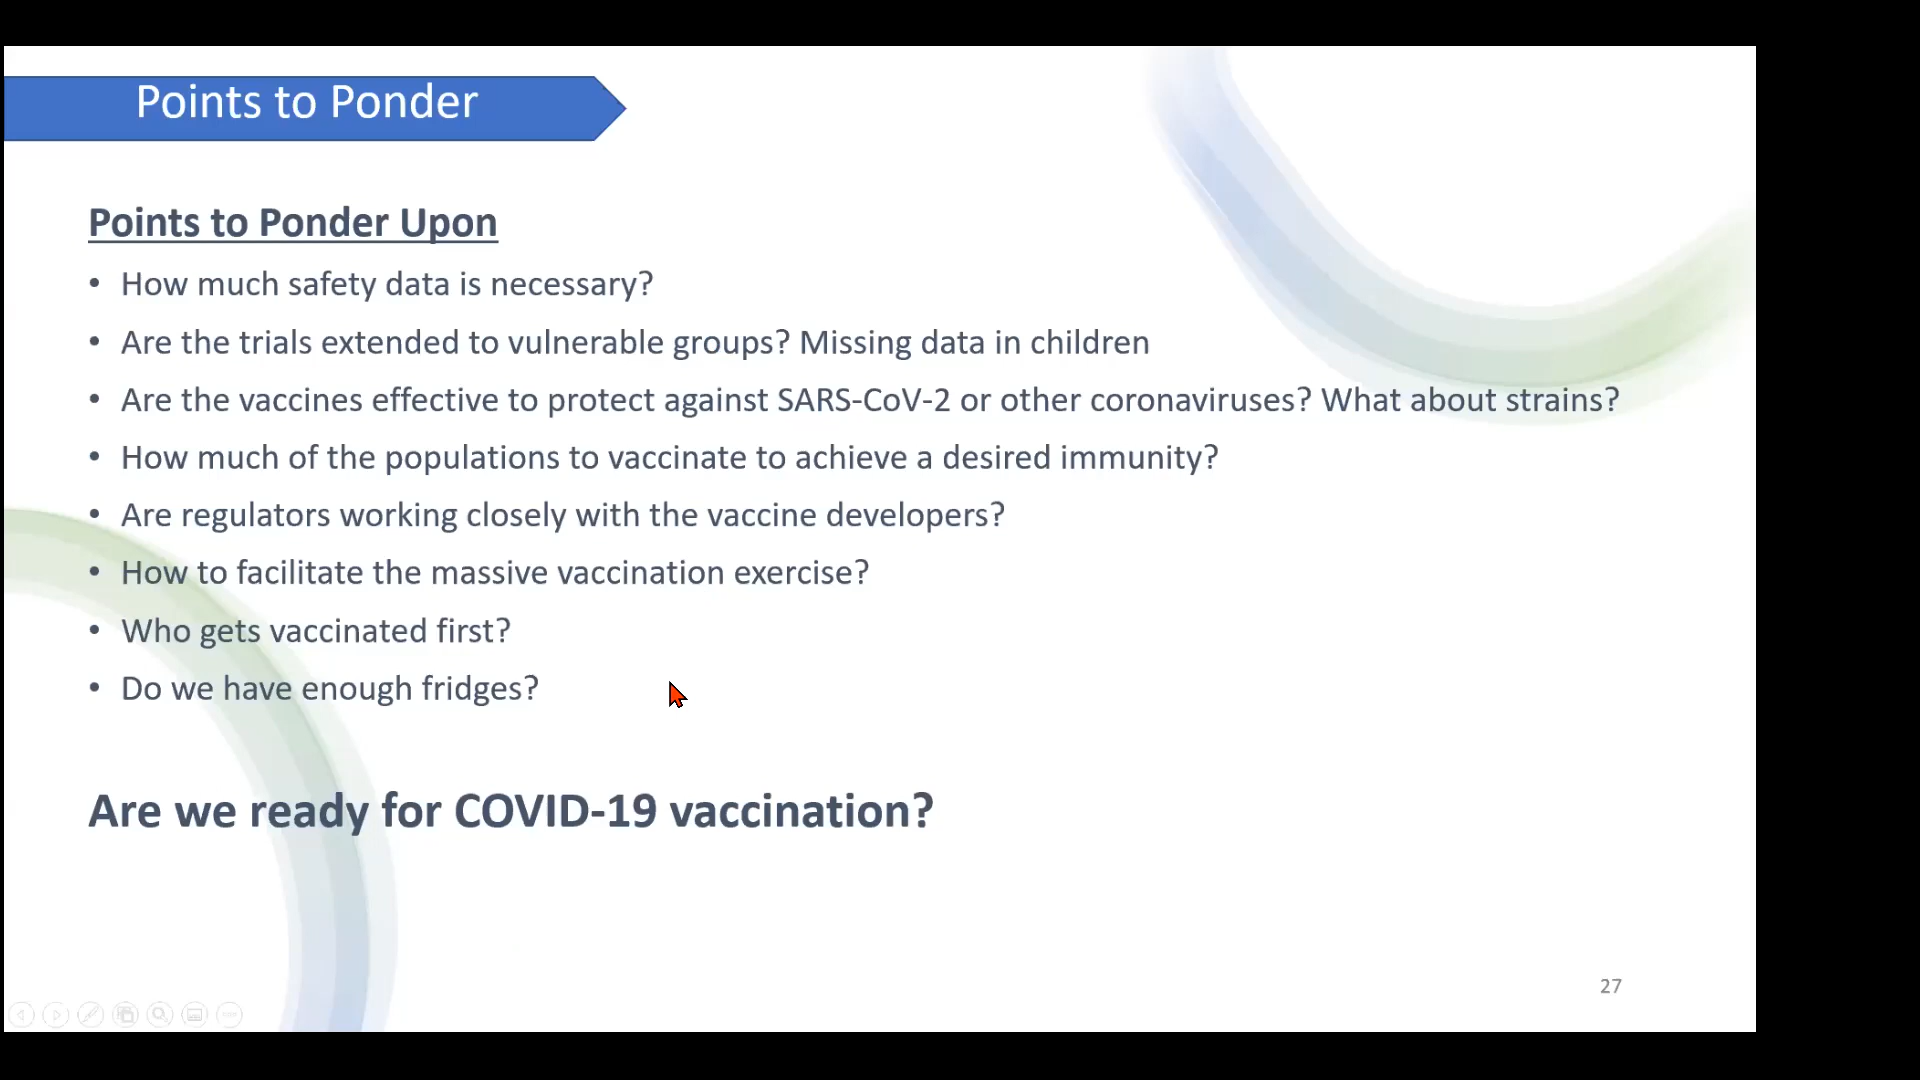 Points to Ponder
Points to Ponder Upon
• How much safety data is necessary?
• Are the trials extended to vulnerable groups? Missing data in children
• Are the vaccines effective to protect against SARS-CoV-2 or other coronaviruses? What about strains?
• How much of the populations to vaccinate to achieve a desired immunity?
• Are regulators working closely with the vaccine developers?
• How to facilitate the massive vaccination exercise?
• Who gets vaccinated first?
• Do we have enough fridges?
Are we ready for COVID-19 vaccination?
27